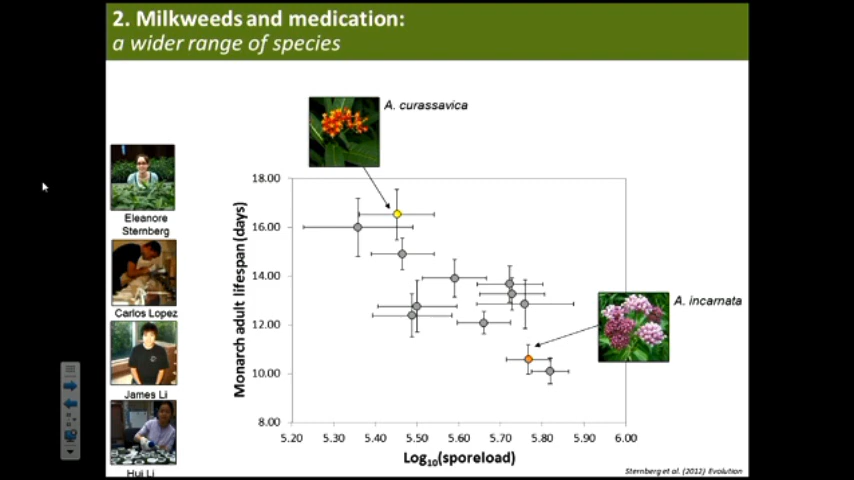 2. Milkweeds and medication:
a wider range of species
A. curassavica
Eleanore
Sternberg
Carlos Lopez
James Li
Hui Li
Monarch adult lifespan (days)
18.00
16.00
14.00
12.00
10.00
8.00
A. incarnata
5.20 5.30 5.40 5.50 5.60 5.70 5.80 5.90 6.00
Log10(sporeload)
Sternberg et al. (2012) Evolution